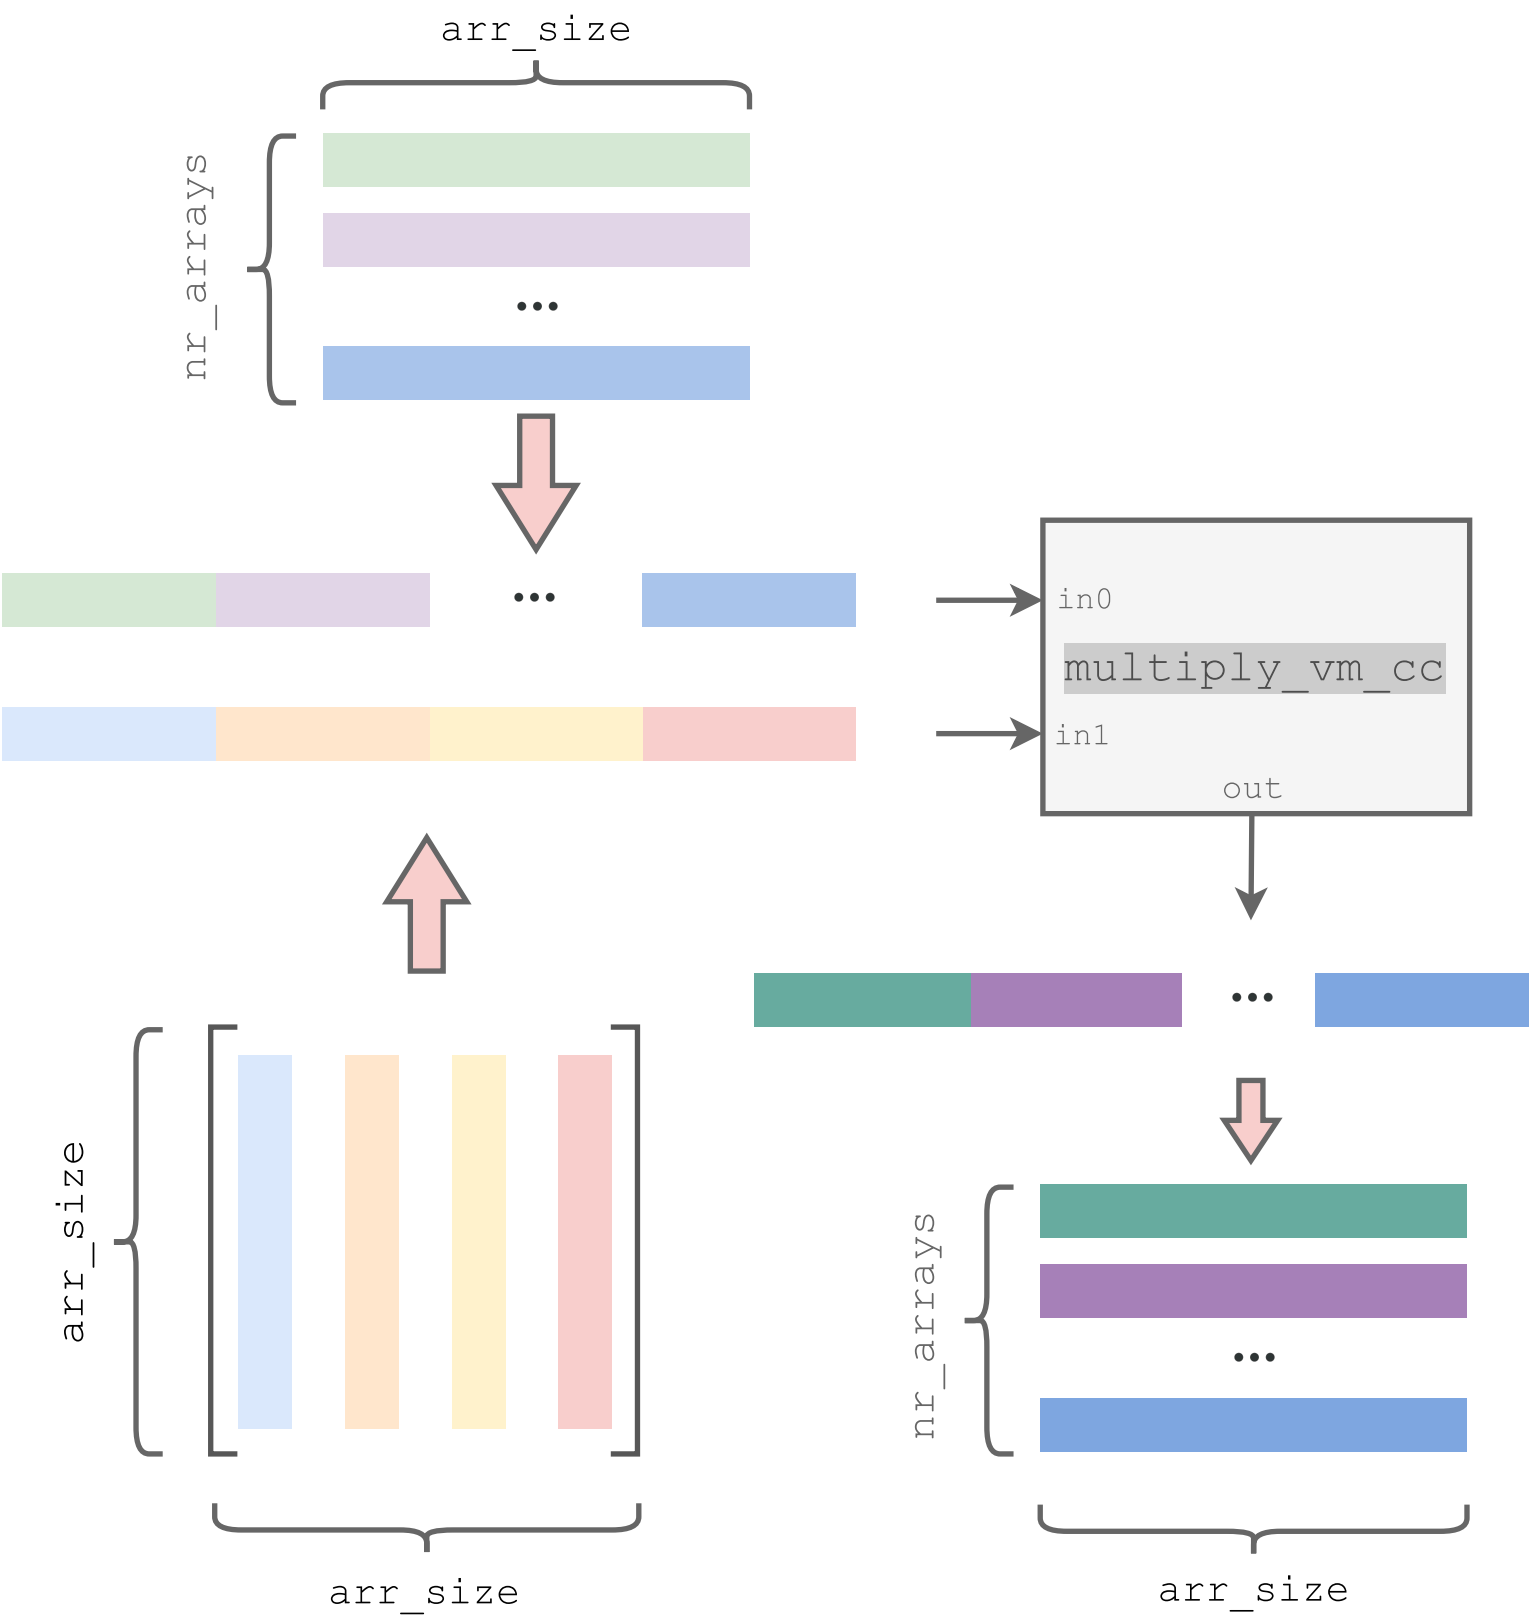 arr_size
nr_arrays
...
...
in0
multiply_vm_cc
in1
out
...
arr_size
nr_arrays
...
arr_size
arr_size